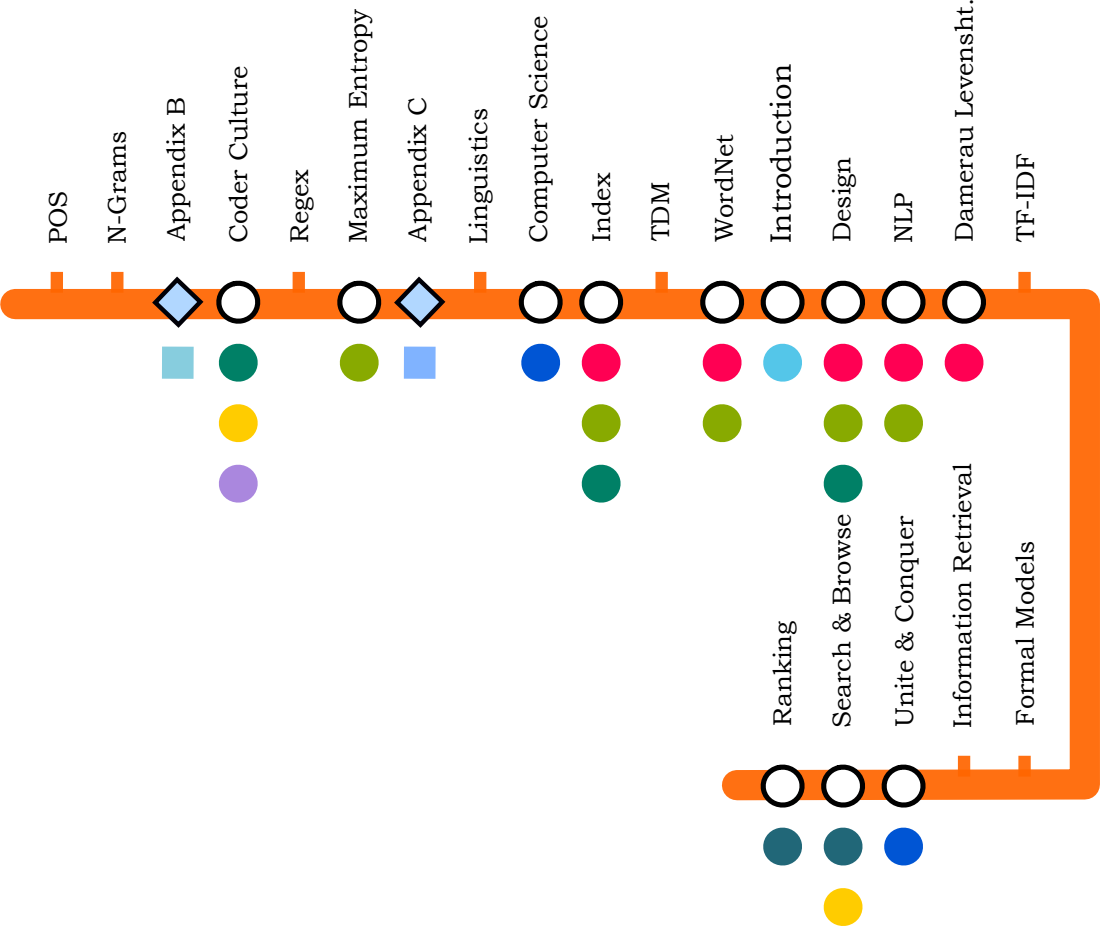 POS
N-Grams
Appendix B
Coder Culture
Regex
Maximum Entropy
Appendix C
Linguistics
Computer Science
Index
TDM
WordNet
Introduction
Design
NLP
Damerau Levensht.
TF-IDF
Ranking
Search & Browse
Unite & Conquer
Information Retrieval
Formal Models